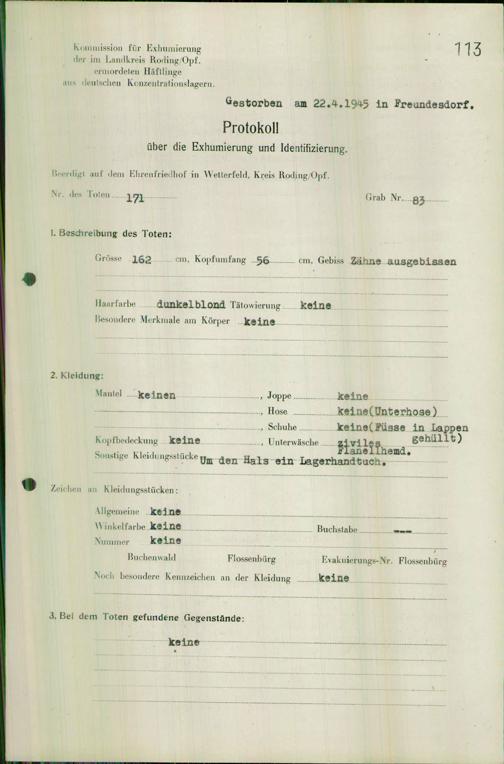 113
Kommission für Exhumierung
der im Landkreis Roding/Opf.
ermordeten Häftlinge
aus deutschen Konzentrationslagern.
Gestorben am 22.4.1945 in Freundesdorf.
Protokoll
über die Exhumierung und Identifizierung.
Beerdigt auf dem Ehrenfriedhof in Wetterfeld, Kreis Roding/Opf.
Nr. des Toten 171 Grab Nr. 83
1. Beschreibung des Toten:
Grösse 162 cm, Kopfumfang 56 cm, Gebiss Zähne ausgebissen
Haarfarbe dunkelblond Tätowierung keine
Besondere Merkmale am Körper keine
2. Kleidung:
Mantel keinen, Joppe keine
, Hose keine(Unterhose)
, Schuhe keine(Füsse in Lappen gehüllt)
Kopfbedeckung keine, Unterwäsche ziviles Flanellhemd.
Sonstige Kleidungsstücke Um den Hals ein Lagerhandtuch.
Zeichen an Kleidungsstücken:
Allgemeine keine
Winkelfarbe keine Buchstabe ---
Nummer keine
Buchenwald Flossenbürg Evakuierungs-Nr. Flossenbürg
Noch besondere Kennzeichen an der Kleidung keine
3. Bei dem Toten gefundene Gegenstände:
keine